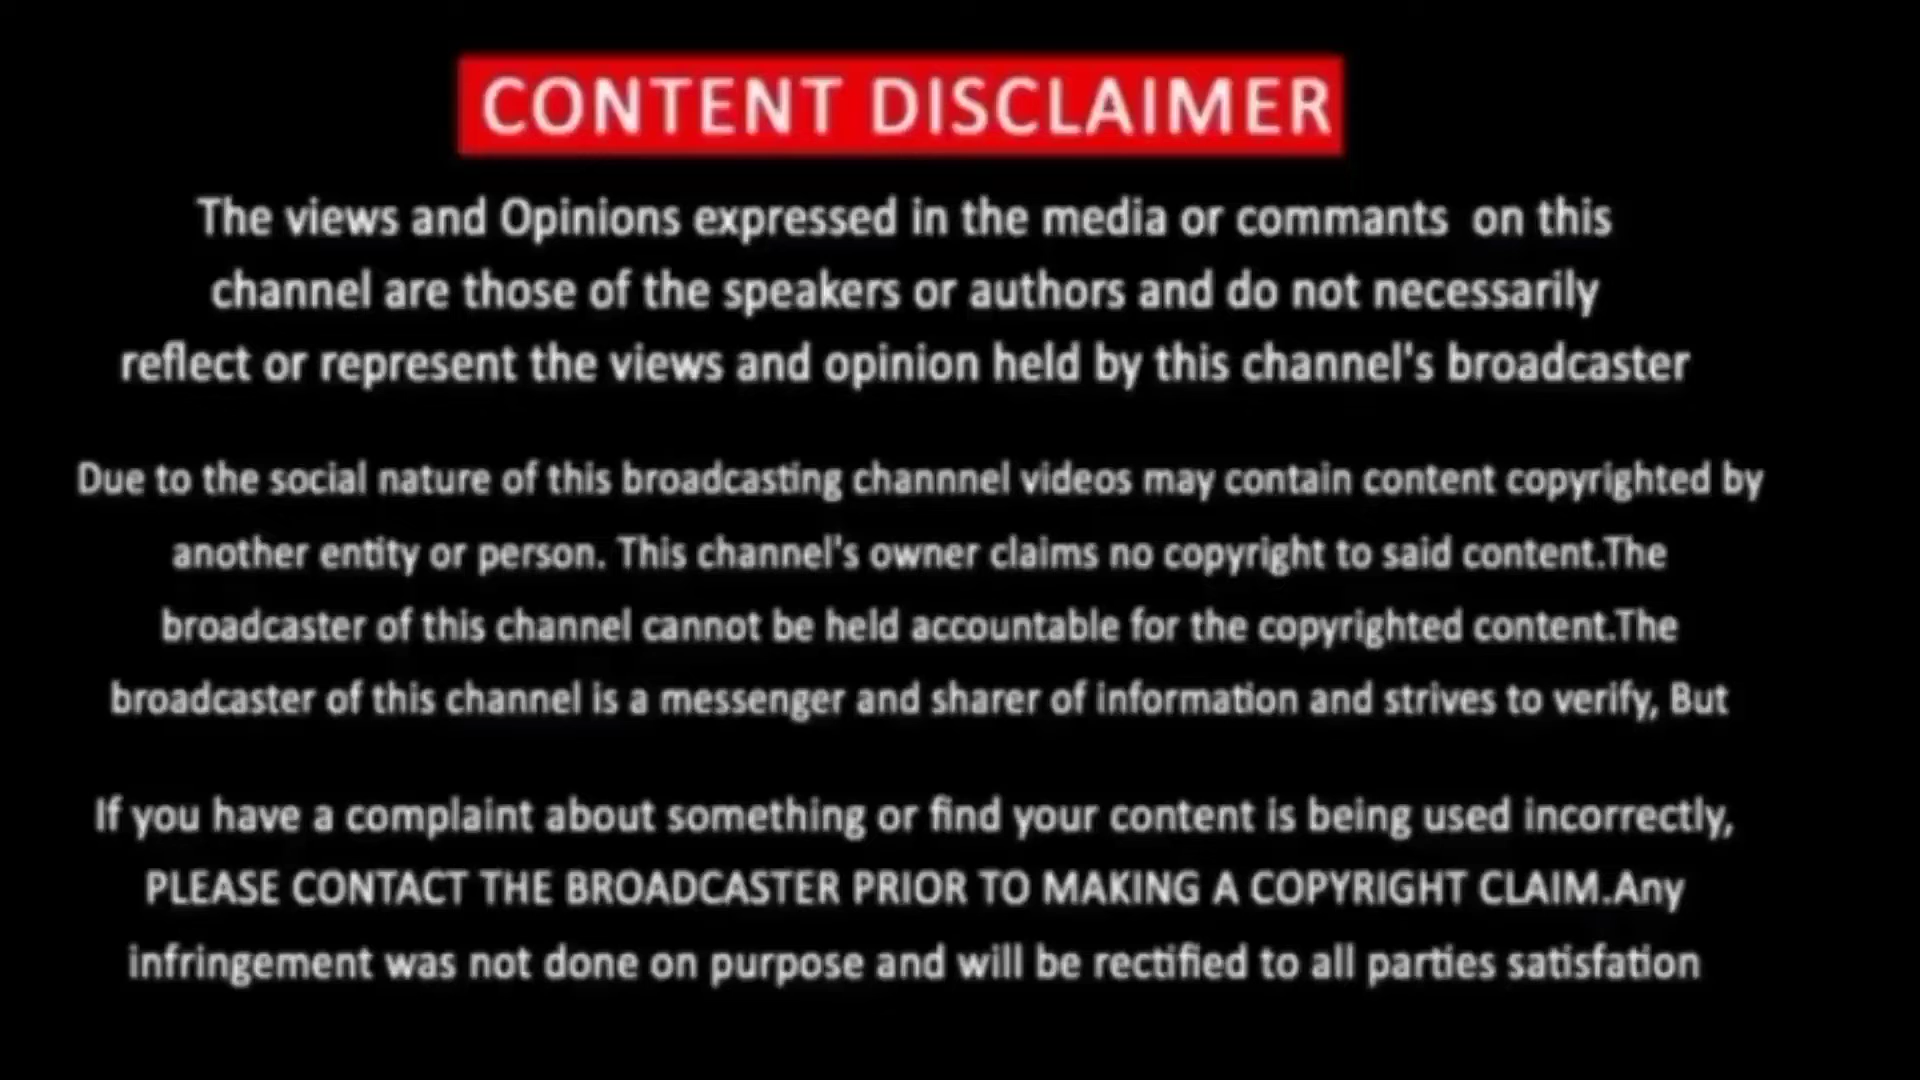 CONTENT DISCLAIMER
The views and Opinions expressed in the media or commants on this
channel are those of the speakers or authors and do not necessarily
reflect or represent the views and opinion held by this channel's broadcaster
Due to the social nature of this broadcasting channnel videos may contain content copyrighted by
another entity or person. This channel's owner claims no copyright to said content.The
broadcaster of this channel cannot be held accountable for the copyrighted content.The
broadcaster of this channel is a messenger and sharer of information and strives to verify, But
If you have a complaint about something or find your content is being used incorrectly,
PLEASE CONTACT THE BROADCASTER PRIOR TO MAKING A COPYRIGHT CLAIM.Any
infringement was not done on purpose and will be rectified to all parties satisfation